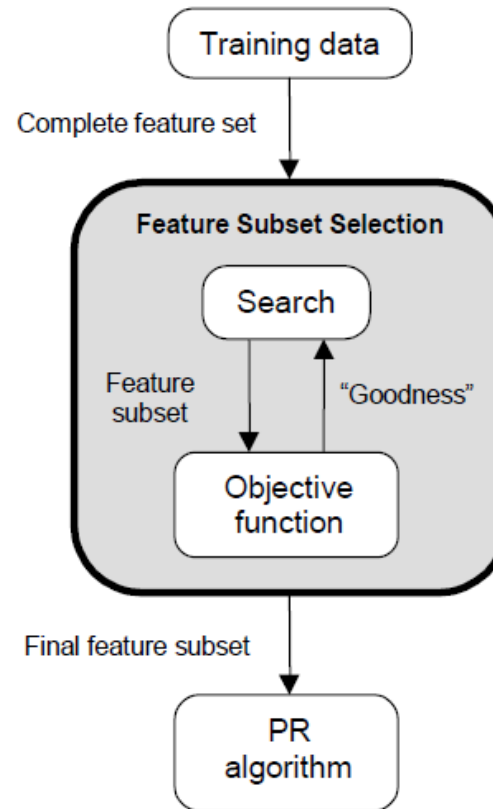 Training data
Complete feature set
Feature Subset Selection
Search
Feature
subset
“Goodness”
Objective
function
Final feature subset
PR
algorithm